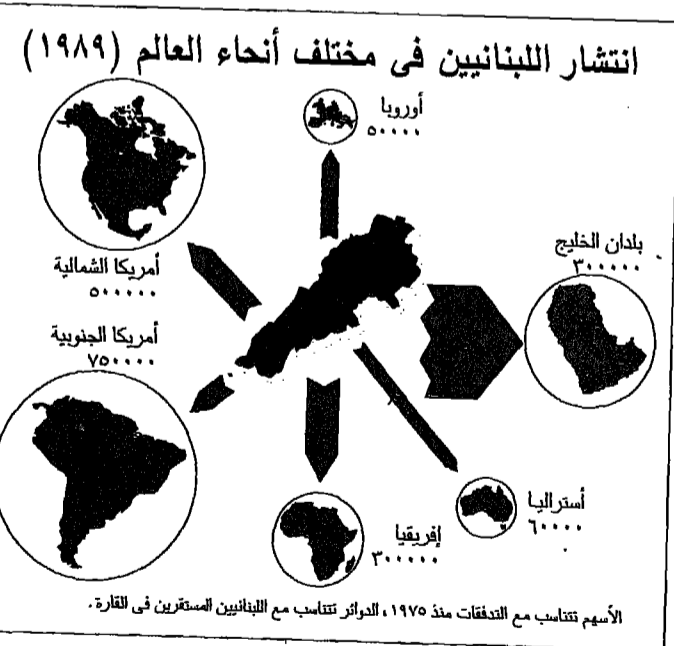 انتشار اللبنانيين فى مختلف أنحاء العالم (١٩٨٩)
أوروبا
٥٠٠٠٠
بلدان الخليج
٣٠٠٠٠٠
أمريكا الشمالية
٥٠٠٠٠٠
أمريكا الجنوبية
٧٥٠٠٠٠
أستراليا
٦٠٠٠٠
إفريقيا
٣٠٠٠٠٠
الأسهم تتناسب مع التدفقات منذ ١٩٧٥، الدوائر تتناسب مع اللبنانيين المستقرين فى القارة.